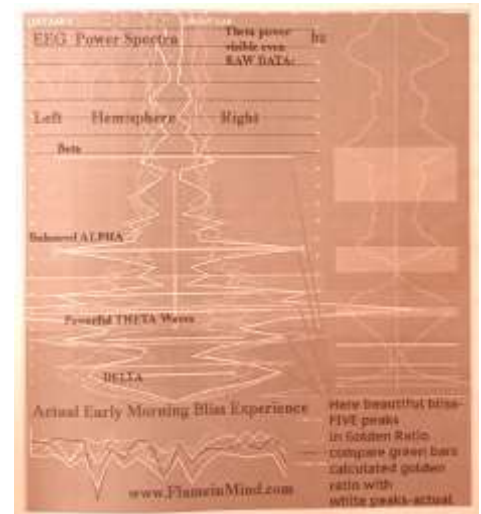 EEG Power Spectra
Theta power
visible even
RAW DATA:
hz
Left Hemisphere Right
Beta
Balanced ALPHA
Powerful THETA Waves
DELTA
Actual Early Morning Bliss Experience
www.FlameinMind.com
Here beautiful bliss-
FIVE peaks
in Golden Ratio
compare green bars
calculated golden
ratio with
white peaks-actual